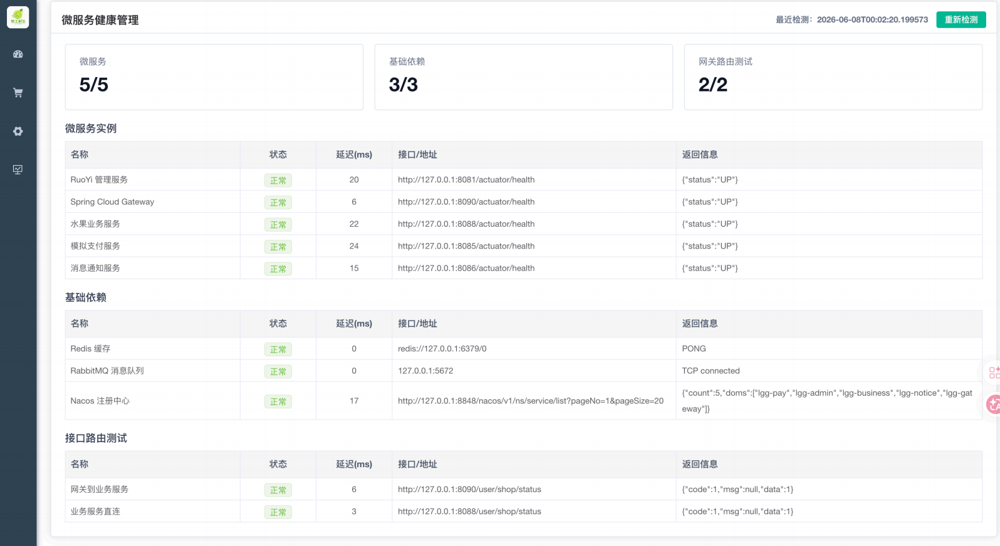 微服务健康管理
最近检测：2026-06-08T00:02:20.199573
重新检测
微服务
5/5
基础依赖
3/3
网关路由测试
2/2
微服务实例
名称 状态 延迟(ms) 接口/地址 返回信息
RuoYi 管理服务 正常 20 http://127.0.0.1:8081/actuator/health {"status":"UP"}
Spring Cloud Gateway 正常 6 http://127.0.0.1:8090/actuator/health {"status":"UP"}
水果业务服务 正常 22 http://127.0.0.1:8088/actuator/health {"status":"UP"}
模拟支付服务 正常 24 http://127.0.0.1:8085/actuator/health {"status":"UP"}
消息通知服务 正常 15 http://127.0.0.1:8086/actuator/health {"status":"UP"}
基础依赖
名称 状态 延迟(ms) 接口/地址 返回信息
Redis 缓存 正常 0 redis://127.0.0.1:6379/0 PONG
RabbitMQ 消息队列 正常 0 127.0.0.1:5672 TCP connected
Nacos 注册中心 正常 17 http://127.0.0.1:8848/nacos/v1/ns/service/list?pageNo=1&pageSize=20 {"count":5,"doms":["lgg-pay","lgg-admin","lgg-business","lgg-notice","lgg-gat
eway"]}
接口路由测试
名称 状态 延迟(ms) 接口/地址 返回信息
网关到业务服务 正常 6 http://127.0.0.1:8090/user/shop/status {"code":1,"msg":null,"data":1}
业务服务直连 正常 3 http://127.0.0.1:8088/user/shop/status {"code":1,"msg":null,"data":1}